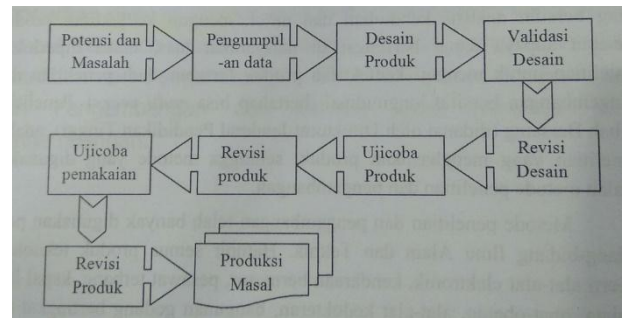 Potensi dan
Masalah
Pengumpul
-an data
Desain
Produk
Validasi
Desain
Revisi
Desain
Ujicoba
Produk
Revisi
produk
Ujicoba
pemakaian
Revisi
Produk
Produksi
Masal